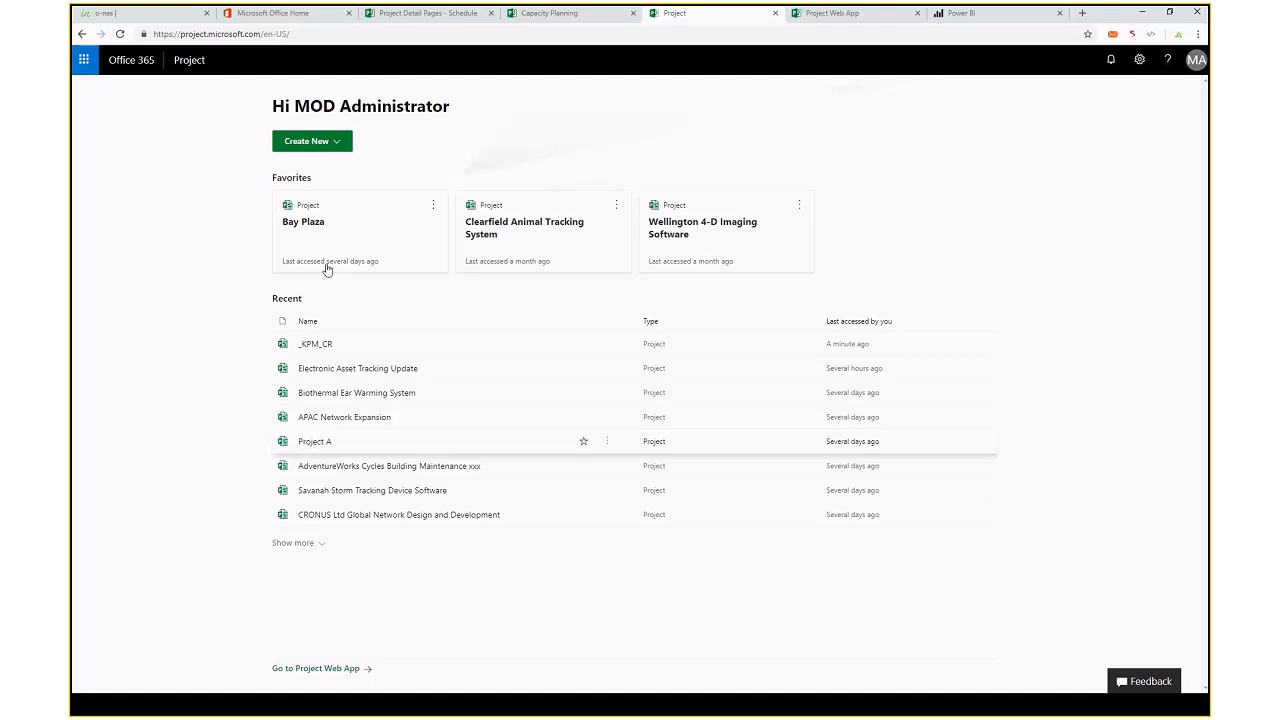 o-nas |
Microsoft Office Home
Project Detail Pages - Schedule
Capacity Planning
Project
Project Web App
Power BI
https://project.microsoft.com/en-US/
Office 365
Project
?
MA
Hi MOD Administrator
Create New
Favorites
Project
Bay Plaza
Last accessed several days ago
Project
Clearfield Animal Tracking
System
Last accessed a month ago
Project
Wellington 4-D Imaging
Software
Last accessed a month ago
Recent
Name Type Last accessed by you
_KPM_CR Project A minute ago
Electronic Asset Tracking Update Project Several hours ago
Biothermal Ear Warming System Project Several days ago
APAC Network Expansion Project Several days ago
Project A Project Several days ago
AdventureWorks Cycles Building Maintenance xxx Project Several days ago
Savanah Storm Tracking Device Software Project Several days ago
CRONUS Ltd Global Network Design and Development Project Several days ago
Show more
Go to Project Web App
Feedback